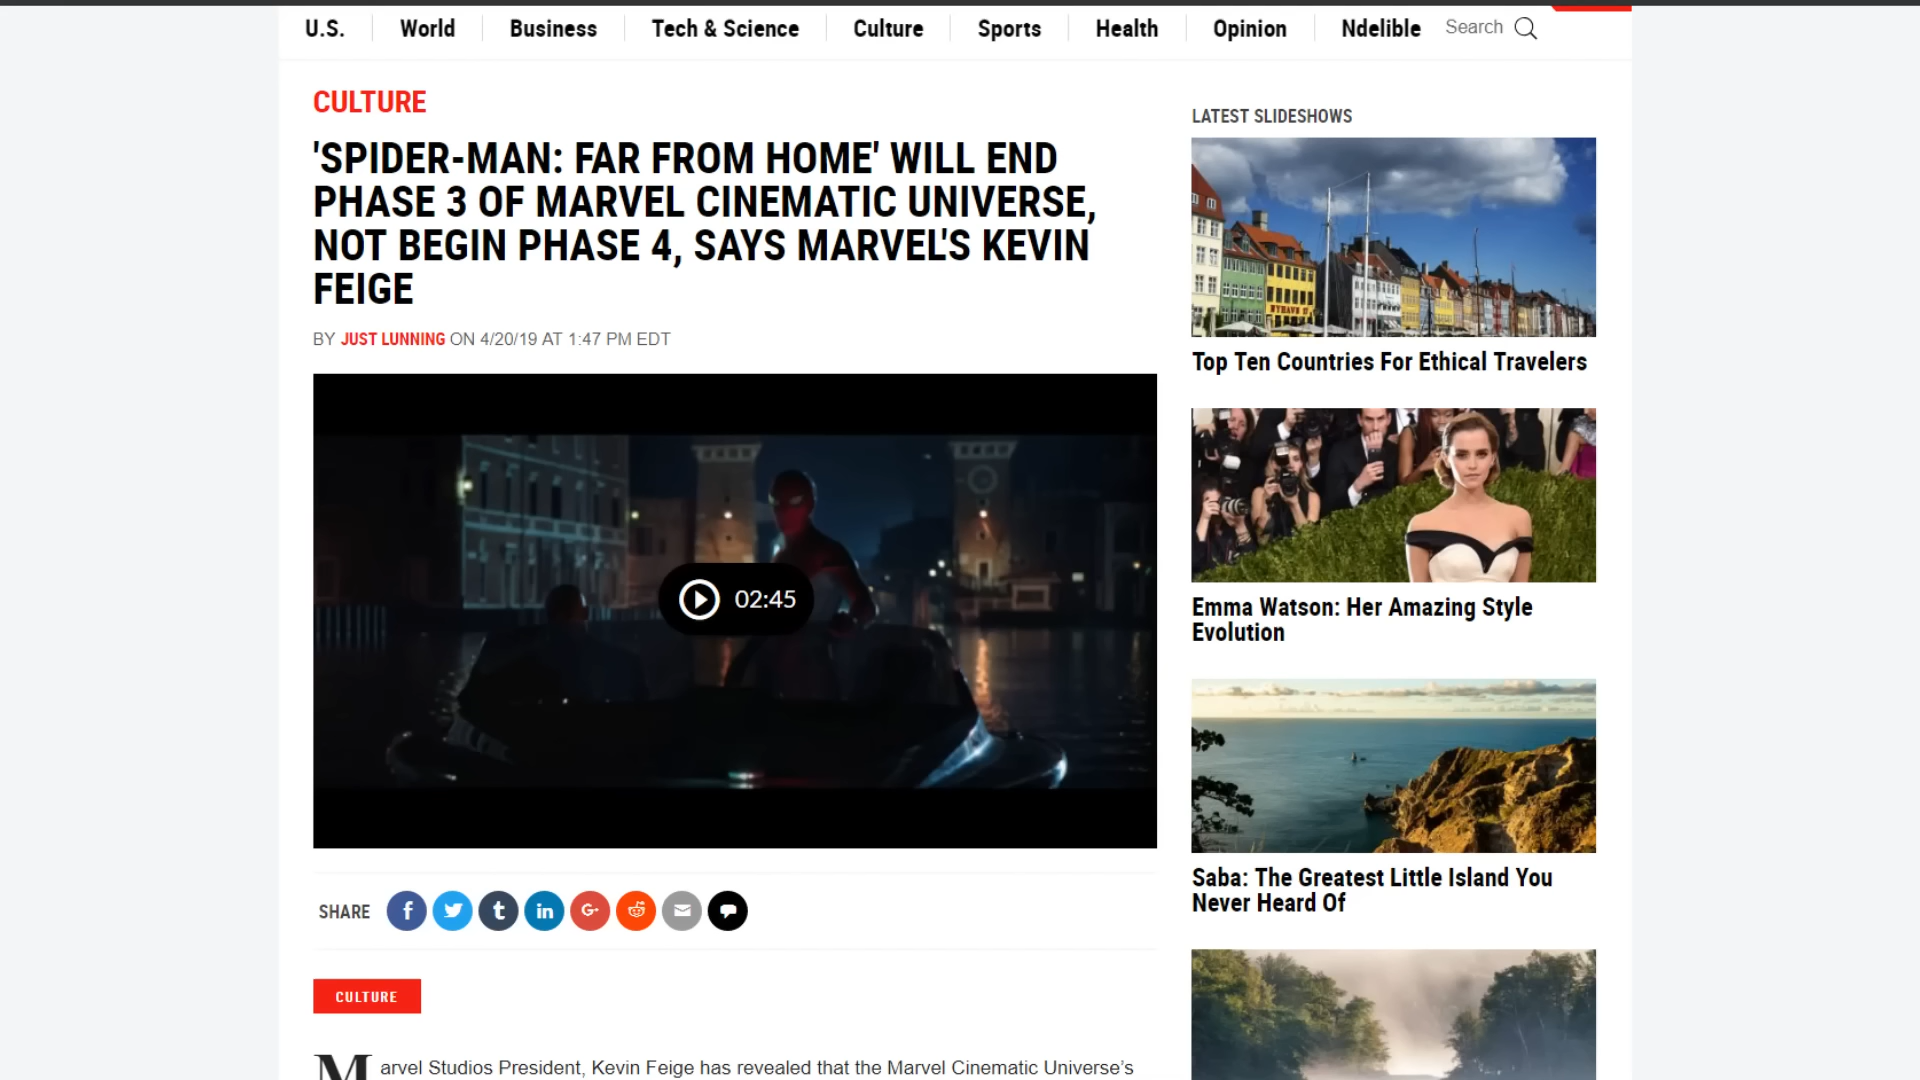 U.S. World Business Tech & Science Culture Sports Health Opinion Ndelible Search
CULTURE
'SPIDER-MAN: FAR FROM HOME' WILL END
PHASE 3 OF MARVEL CINEMATIC UNIVERSE,
NOT BEGIN PHASE 4, SAYS MARVEL'S KEVIN
FEIGE
BY JUST LUNNING ON 4/20/19 AT 1:47 PM EDT
02:45
SHARE
CULTURE
Marvel Studios President, Kevin Feige has revealed that the Marvel Cinematic Universe’s
LATEST SLIDESHOWS
NYHAVN 17
Top Ten Countries For Ethical Travelers
Emma Watson: Her Amazing Style
Evolution
Saba: The Greatest Little Island You
Never Heard Of